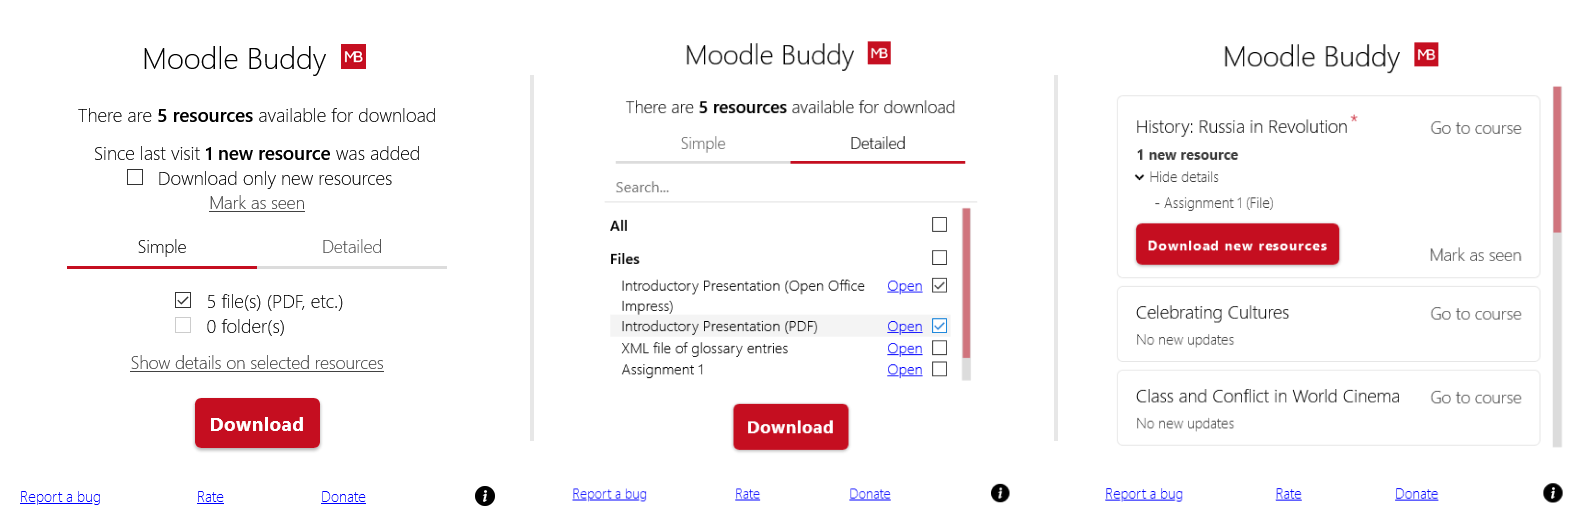 Moodle Buddy MB
There are 5 resources available for download
Since last visit 1 new resource was added
Download only new resources
Mark as seen
Simple Detailed
5 file(s) (PDF, etc.)
0 folder(s)
Show details on selected resources
Download
Report a bug Rate Donate i
Moodle Buddy MB
There are 5 resources available for download
Simple Detailed
Search...
All
Files
Introductory Presentation (Open Office Open
Impress)
Introductory Presentation (PDF) Open
XML file of glossary entries Open
Assignment 1 Open
Download
Report a bug Rate Donate i
Moodle Buddy MB
History: Russia in Revolution * Go to course
1 new resource
Hide details
- Assignment 1 (File)
Download new resources Mark as seen
Celebrating Cultures Go to course
No new updates
Class and Conflict in World Cinema Go to course
No new updates
Report a bug Rate Donate i